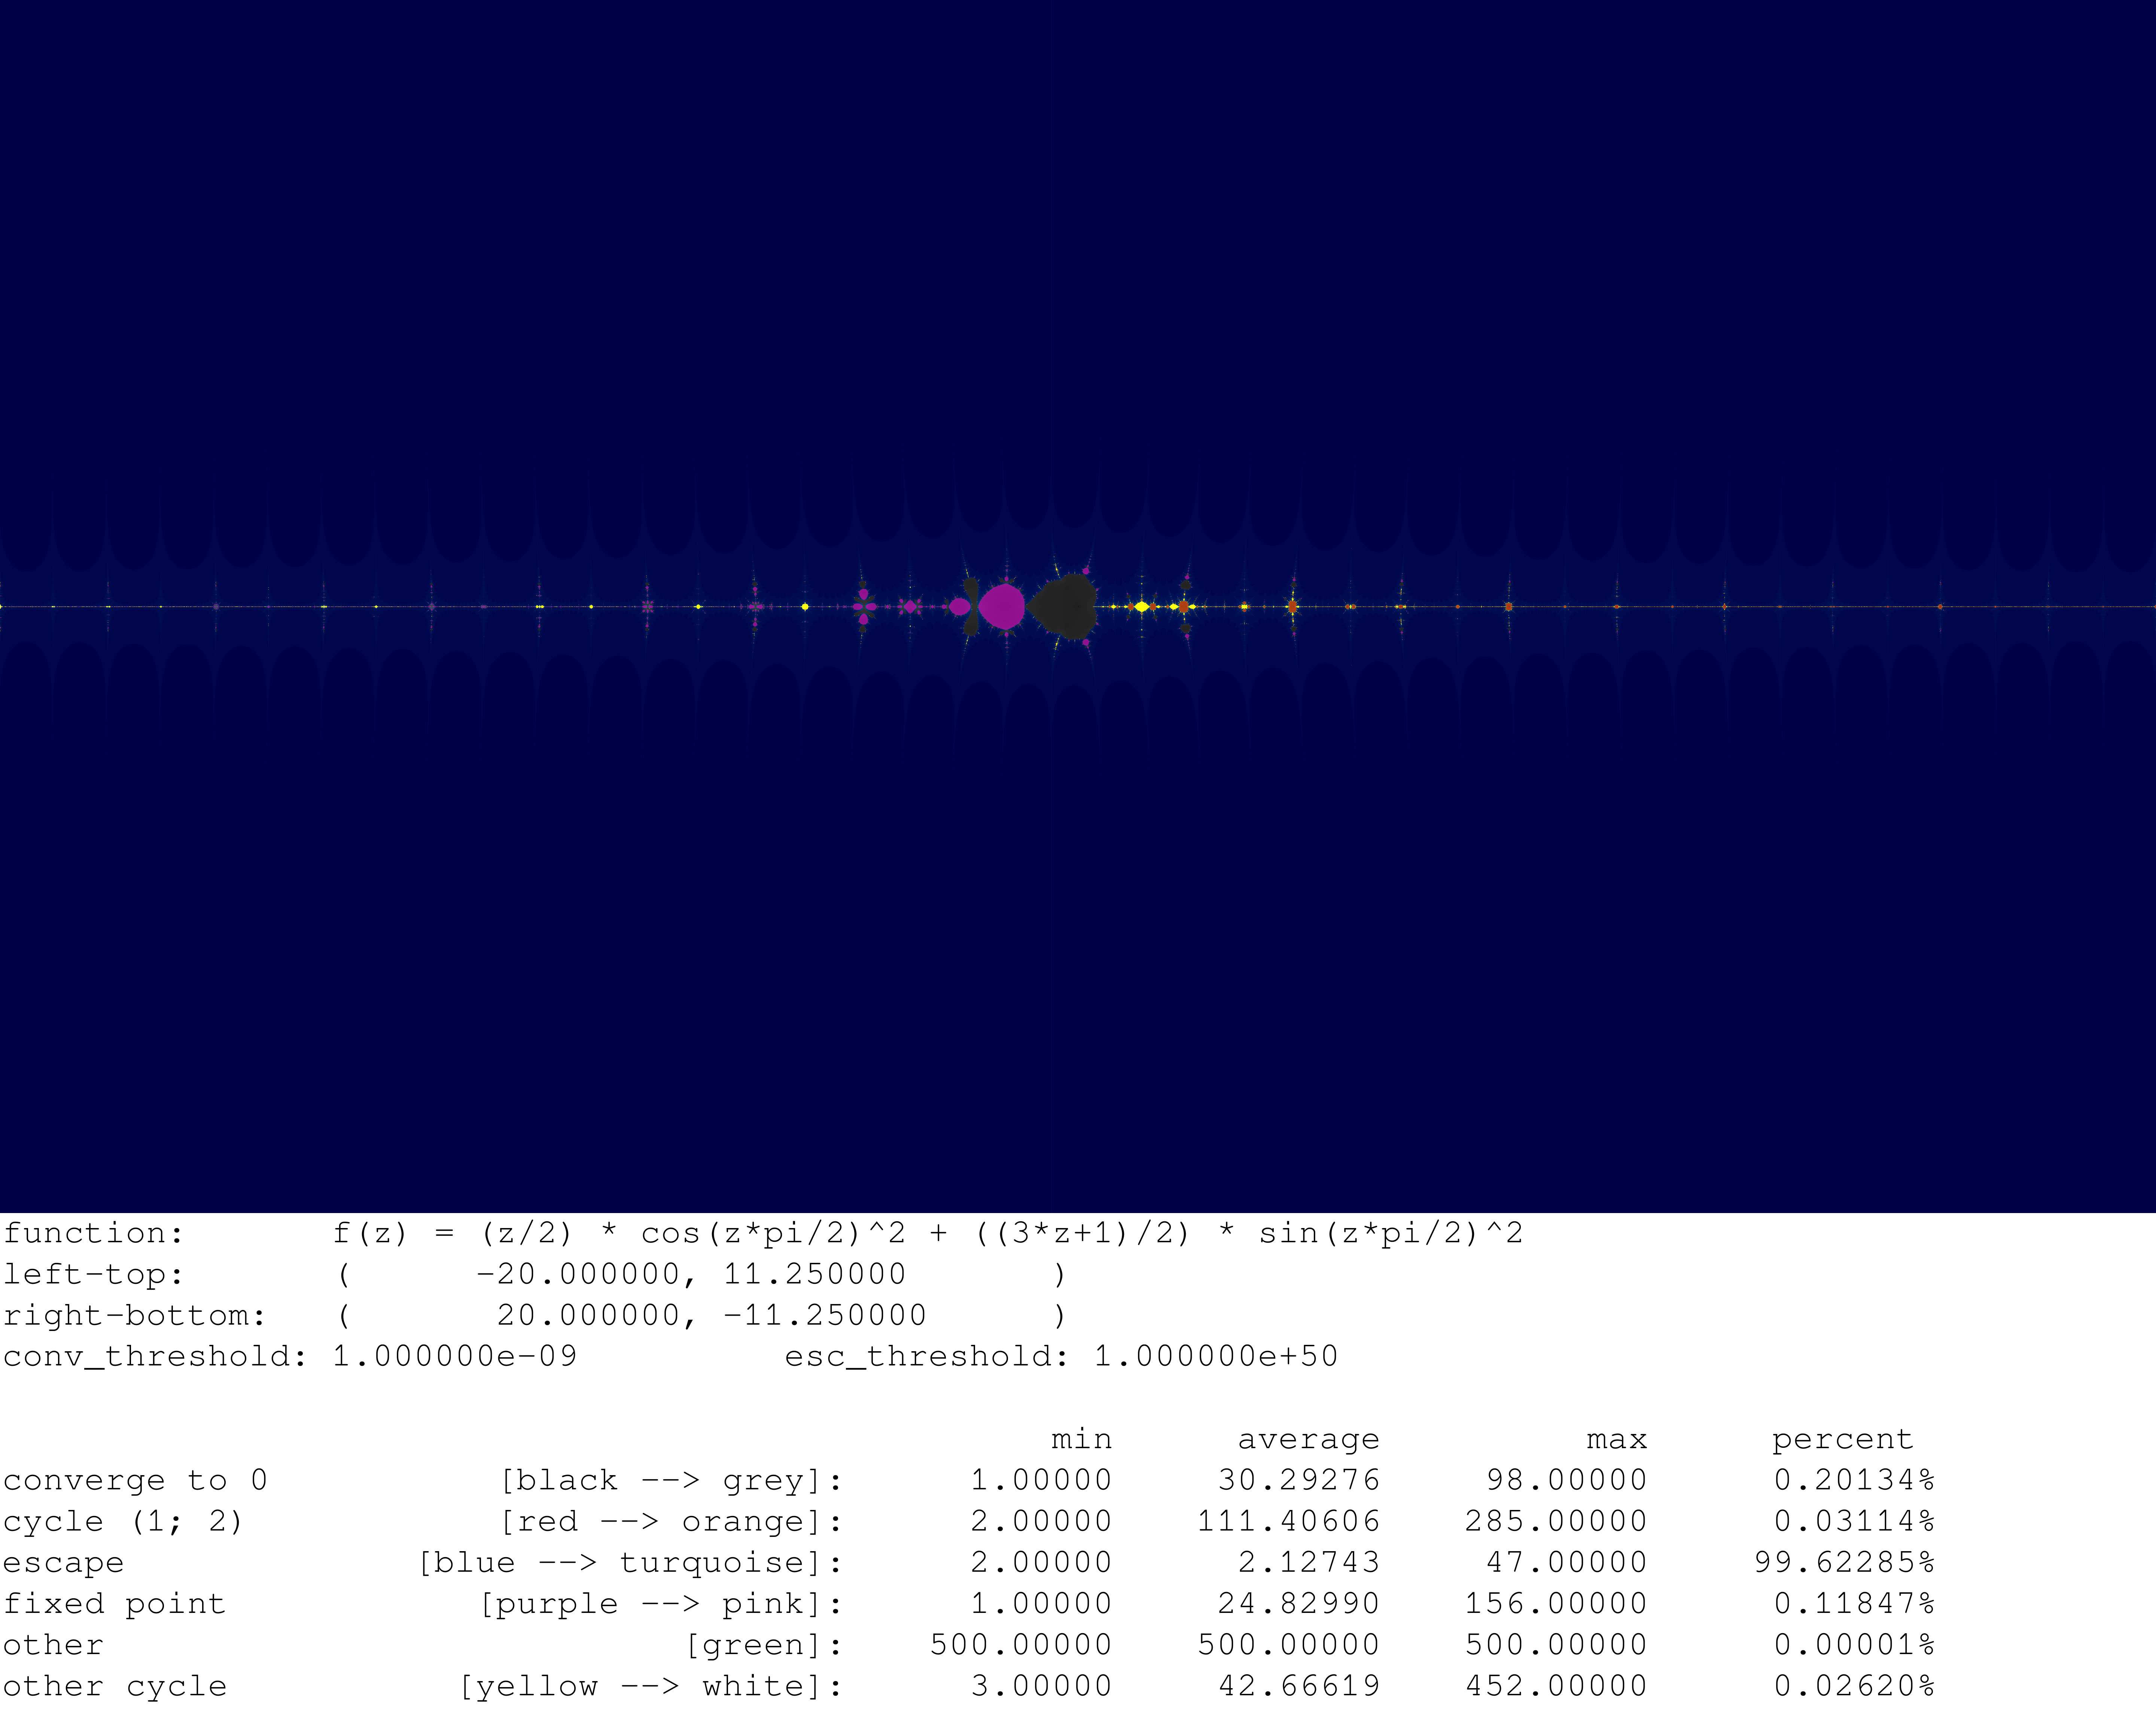 function: f(z) = (z/2) * cos(z*pi/2)^2 + ((3*z+1)/2) * sin(z*pi/2)^2
left-top: ( -20.000000, 11.250000 )
right-bottom: ( 20.000000, -11.250000 )
conv_threshold: 1.000000e-09 esc_threshold: 1.000000e+50
min average max percent
converge to 0 [black --> grey]: 1.00000 30.29276 98.00000 0.20134%
cycle (1; 2) [red --> orange]: 2.00000 111.40606 285.00000 0.03114%
escape [blue --> turquoise]: 2.00000 2.12743 47.00000 99.62285%
fixed point [purple --> pink]: 1.00000 24.82990 156.00000 0.11847%
other [green]: 500.00000 500.00000 500.00000 0.00001%
other cycle [yellow --> white]: 3.00000 42.66619 452.00000 0.02620%